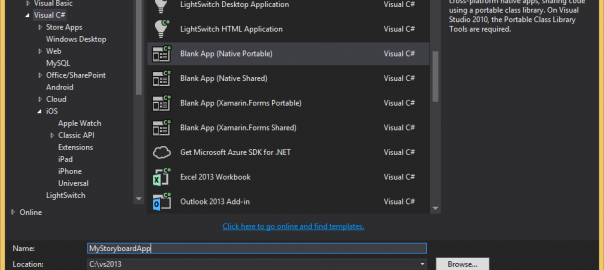 Visual Basic
Visual C#
Store Apps
Windows Desktop
Web
MySQL
Office/SharePoint
Android
Cloud
iOS
Apple Watch
Classic API
Extensions
iPad
iPhone
Universal
LightSwitch
Online
LightSwitch Desktop Application Visual C#
LightSwitch HTML Application Visual C#
Blank App (Native Portable) Visual C#
Blank App (Native Shared) Visual C#
Blank App (Xamarin.Forms Portable) Visual C#
Blank App (Xamarin.Forms Shared) Visual C#
Get Microsoft Azure SDK for .NET Visual C#
Excel 2013 Workbook Visual C#
Outlook 2013 Add-in Visual C#
cross-platform native apps, sharing code
using a portable class library. On Visual
Studio 2010, the Portable Class Library
Tools are required.
Click here to go online and find templates.
Name: MyStoryboardApp
Location: C:\vs2013 Browse...